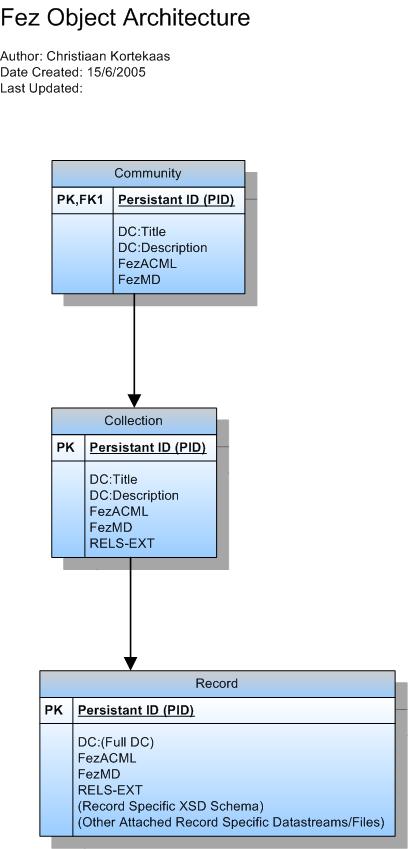 Fez Object Architecture
Author: Christiaan Kortekaas
Date Created: 15/6/2005
Last Updated:
Community
PK,FK1 Persistant ID (PID)
DC:Title
DC:Description
FezACML
FezMD
Collection
PK Persistant ID (PID)
DC:Title
DC:Description
FezACML
FezMD
RELS-EXT
Record
PK Persistant ID (PID)
DC:(Full DC)
FezACML
FezMD
RELS-EXT
(Record Specific XSD Schema)
(Other Attached Record Specific Datastreams/Files)